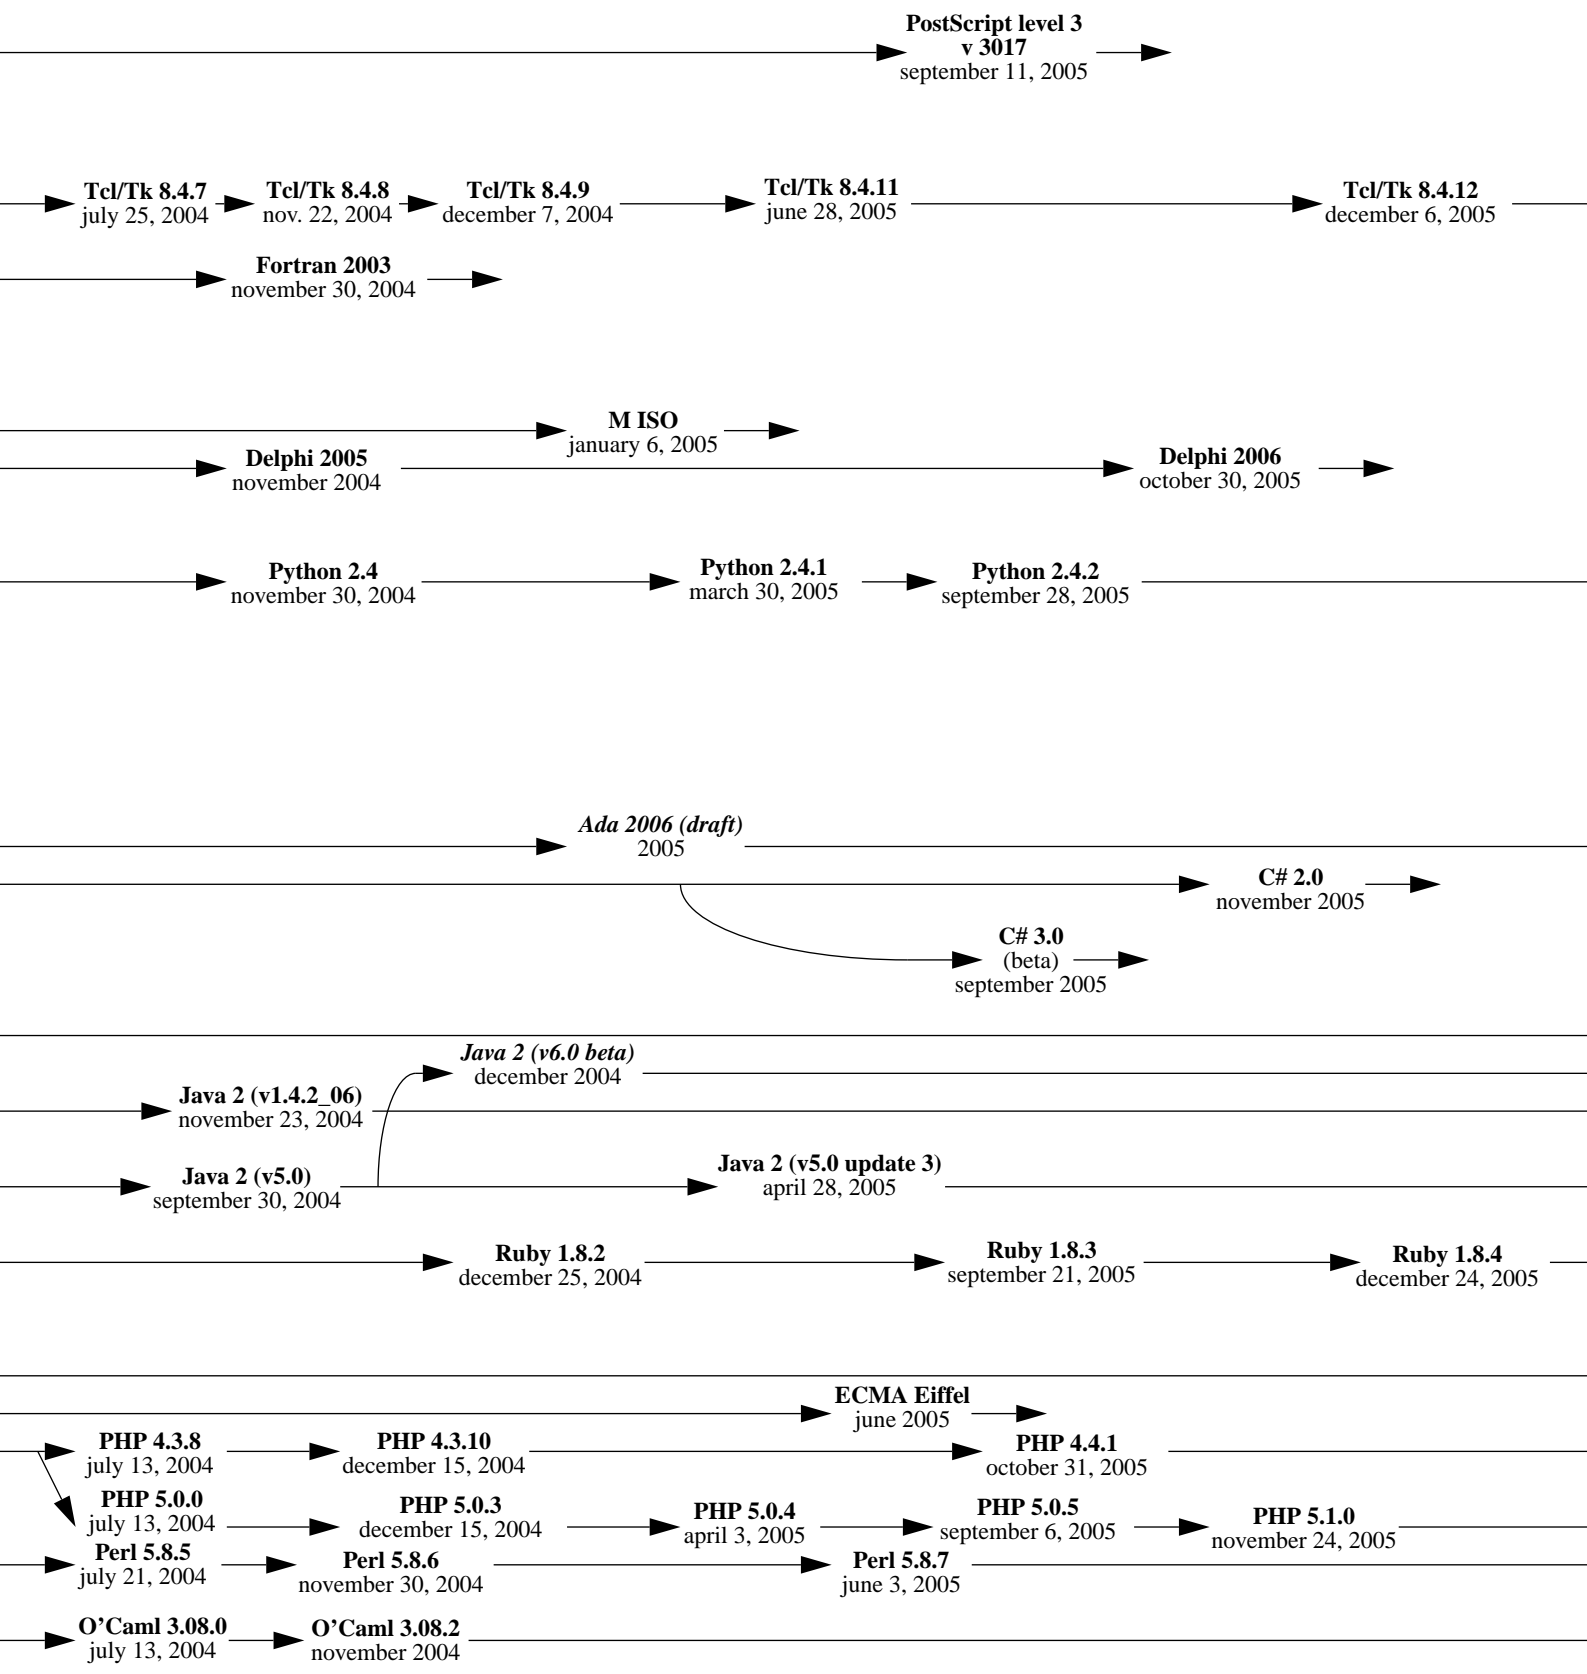 PostScript level 3
v 3017
september 11, 2005
Tcl/Tk 8.4.7
july 25, 2004
Tcl/Tk 8.4.8
nov. 22, 2004
Tcl/Tk 8.4.9
december 7, 2004
Tcl/Tk 8.4.11
june 28, 2005
Tcl/Tk 8.4.12
december 6, 2005
Fortran 2003
november 30, 2004
M ISO
january 6, 2005
Delphi 2005
november 2004
Delphi 2006
october 30, 2005
Python 2.4
november 30, 2004
Python 2.4.1
march 30, 2005
Python 2.4.2
september 28, 2005
Ada 2006 (draft)
2005
C# 2.0
november 2005
C# 3.0
(beta)
september 2005
Java 2 (v6.0 beta)
december 2004
Java 2 (v1.4.2_06)
november 23, 2004
Java 2 (v5.0)
september 30, 2004
Java 2 (v5.0 update 3)
april 28, 2005
Ruby 1.8.2
december 25, 2004
Ruby 1.8.3
september 21, 2005
Ruby 1.8.4
december 24, 2005
ECMA Eiffel
june 2005
PHP 4.3.8
july 13, 2004
PHP 4.3.10
december 15, 2004
PHP 4.4.1
october 31, 2005
PHP 5.0.0
july 13, 2004
PHP 5.0.3
december 15, 2004
PHP 5.0.4
april 3, 2005
PHP 5.0.5
september 6, 2005
PHP 5.1.0
november 24, 2005
Perl 5.8.5
july 21, 2004
Perl 5.8.6
november 30, 2004
Perl 5.8.7
june 3, 2005
O’Caml 3.08.0
july 13, 2004
O’Caml 3.08.2
november 2004